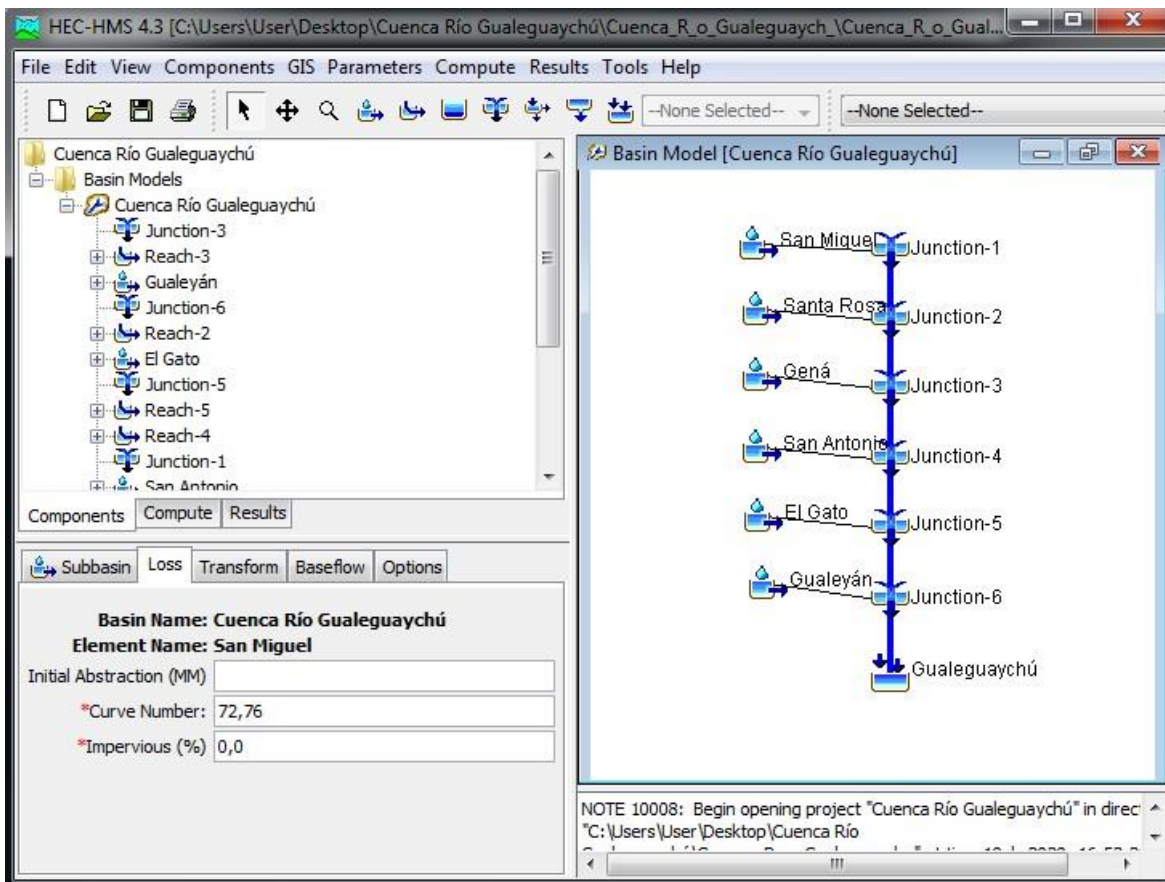 HEC-HMS 4.3 [C:\Users\User\Desktop\Cuenca Río Gualeguaychú\Cuenca_R_o_Gualeguaych_\Cuenca_R_o_Gual...
File Edit View Components GIS Parameters Compute Results Tools Help
--None Selected-- --None Selected--
Cuenca Río Gualeguaychú
Basin Models
Cuenca Río Gualeguaychú
Junction-3
Reach-3
Gualeyán
Junction-6
Reach-2
El Gato
Junction-5
Reach-5
Reach-4
Junction-1
San Antonio
Components Compute Results
Subbasin Loss Transform Baseflow Options
Basin Name: Cuenca Río Gualeguaychú
Element Name: San Miguel
Initial Abstraction (MM)
*Curve Number: 72,76
*Impervious (%) 0,0
Basin Model [Cuenca Río Gualeguaychú]
San Miguel Junction-1
Santa Rosa Junction-2
Gená Junction-3
San Antonio Junction-4
El Gato Junction-5
Gualeyán Junction-6
Gualeguaychú
NOTE 10008: Begin opening project "Cuenca Río Gualeguaychú" in direc
"C:\Users\User\Desktop\Cuenca Río